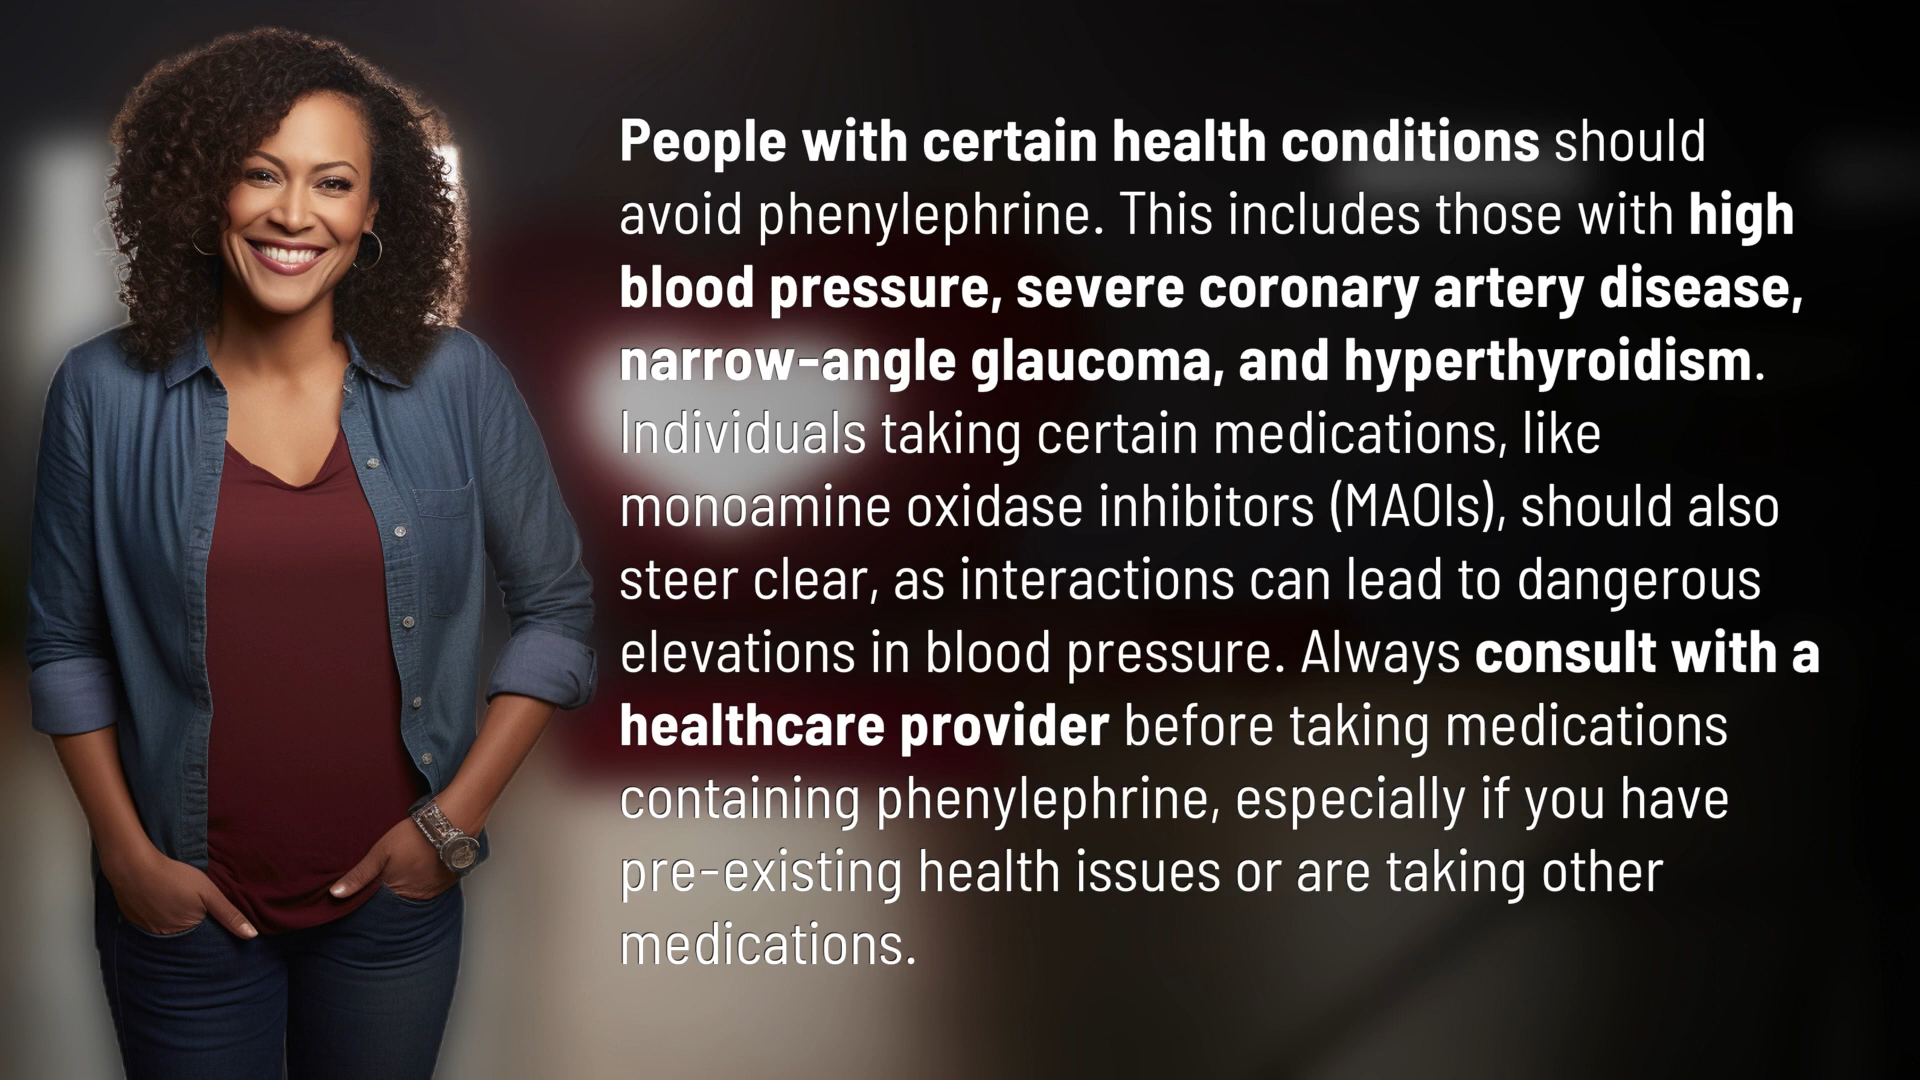 People with certain health conditions should
avoid phenylephrine. This includes those with high
blood pressure, severe coronary artery disease,
narrow-angle glaucoma, and hyperthyroidism.
Individuals taking certain medications, like
monoamine oxidase inhibitors (MAOIs), should also
steer clear, as interactions can lead to dangerous
elevations in blood pressure. Always consult with a
healthcare provider before taking medications
containing phenylephrine, especially if you have
pre-existing health issues or are taking other
medications.